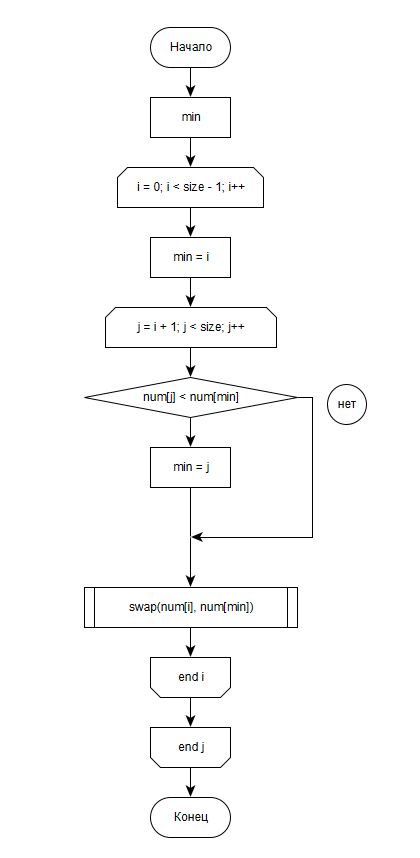 Начало
min
i = 0; i < size - 1; i++
min = i
j = i + 1; j < size; j++
num[j] < num[min]
нет
min = j
swap(num[i], num[min])
end i
end j
Конец